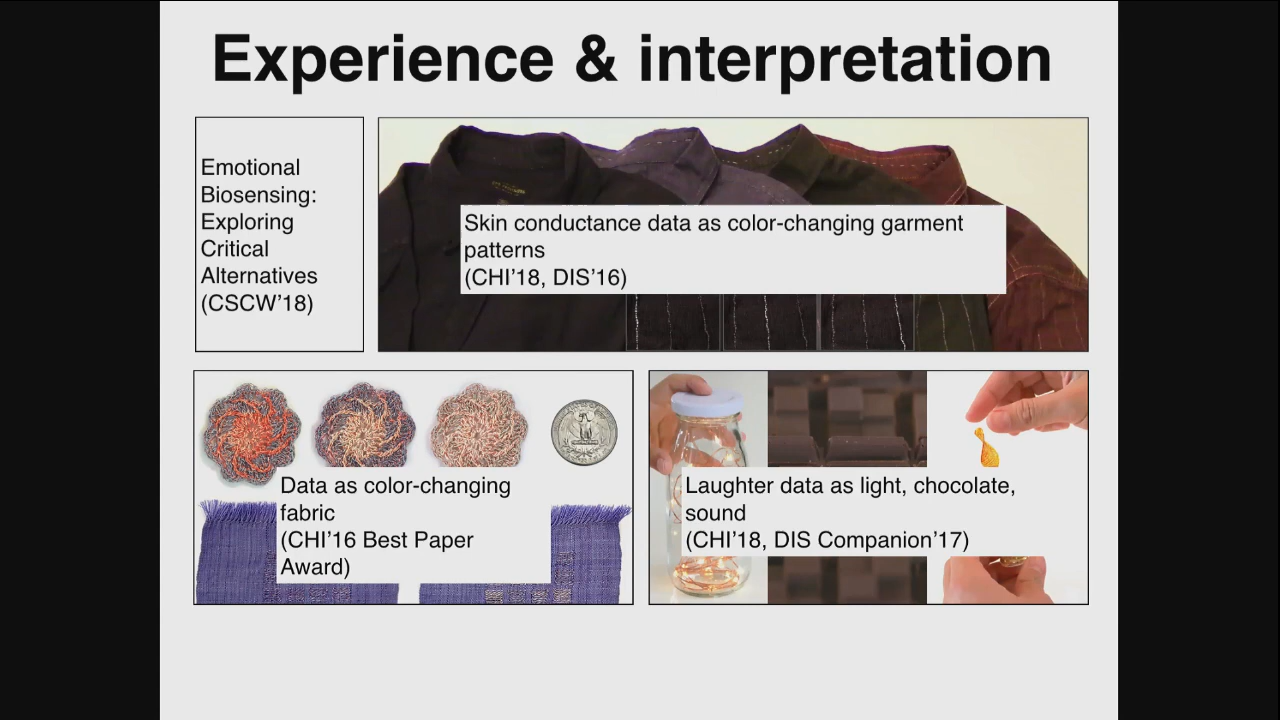 Experience & interpretation
Emotional
Biosensing:
Exploring
Critical
Alternatives
(CSCW’18)
Skin conductance data as color-changing garment
patterns
(CHI’18, DIS’16)
Data as color-changing
fabric
(CHI’16 Best Paper
Award)
Laughter data as light, chocolate,
sound
(CHI’18, DIS Companion’17)